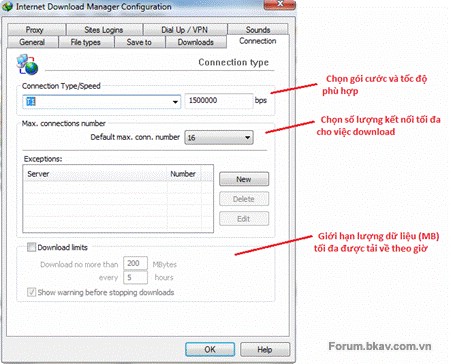 Internet Download Manager Configuration
Proxy
Sites Logins
Dial Up / VPN
Sounds
General
File types
Save to
Downloads
Connection
Connection type
Connection Type/Speed
T1
1500000
bps
Chọn gói cước và tốc độ
phù hợp
Max. connections number
Default max. conn. number
16
Chọn số lượng kết nối tối đa
cho việc download
Exceptions:
Server
Number
New
Delete
Edit
Download limits
Download no more than
200
MBytes
every
5
hours
Show warning before stopping downloads
Giới hạn lượng dữ liệu (MB)
tối đa được tải về theo giờ
OK
Help
Forum.bkav.com.vn